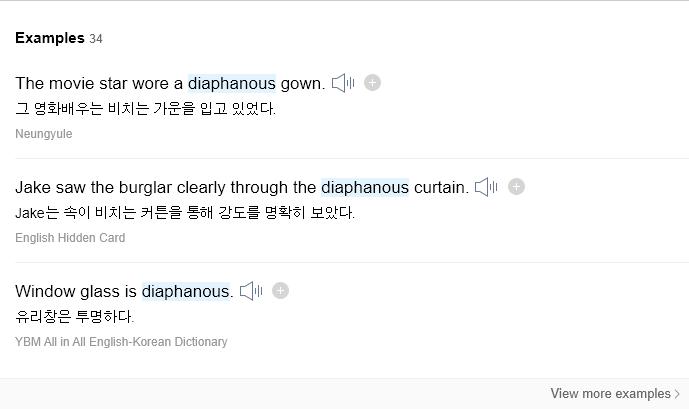 Examples 34
The movie star wore a diaphanous gown.
그 영화배우는 비치는 가운을 입고 있었다.
Neungyule
Jake saw the burglar clearly through the diaphanous curtain.
Jake는 속이 비치는 커튼을 통해 강도를 명확히 보았다.
English Hidden Card
Window glass is diaphanous.
유리창은 투명하다.
YBM All in All English-Korean Dictionary
View more examples